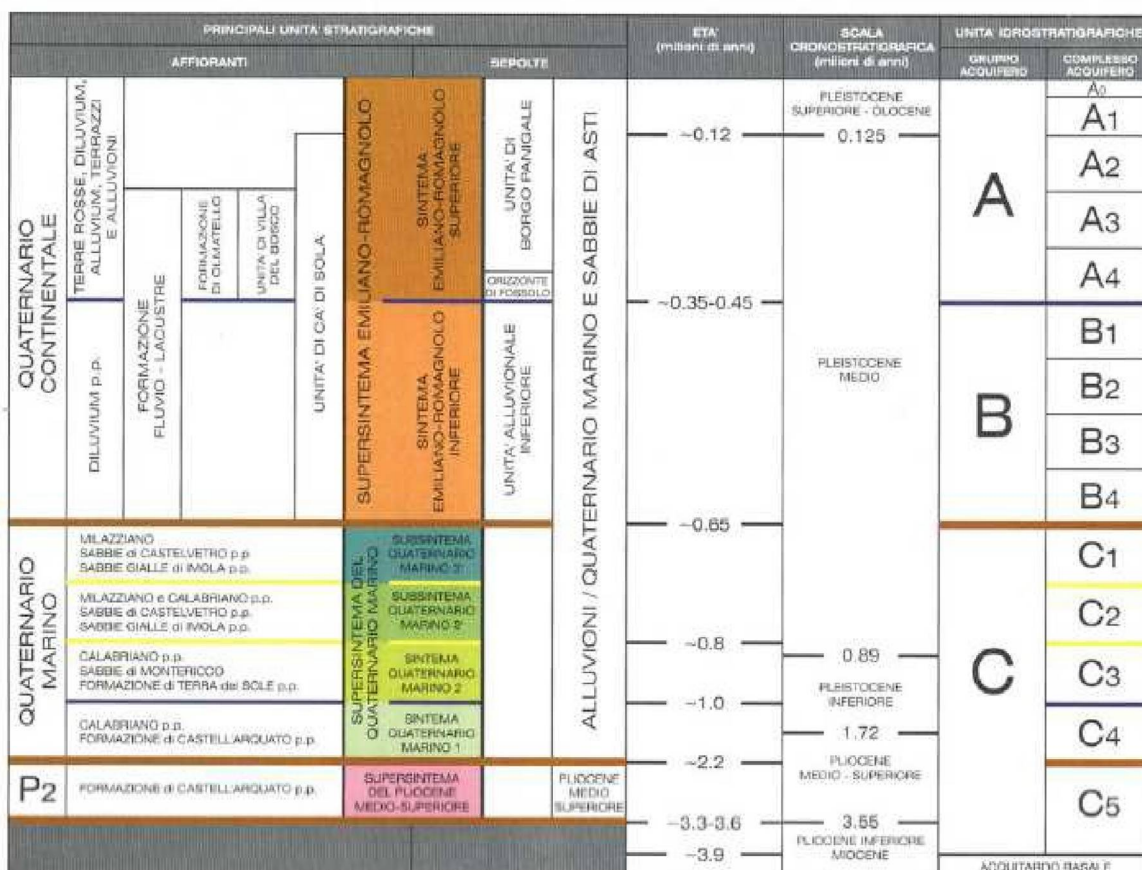 PRINCIPALI UNITA' STRATIGRAFICHE
AFFIORANTI
SEPOLTE
ETA'
(milioni di anni)
SCALA
CRONOSTRATIGRAFICA
(milioni di anni)
UNITA' IDROSTRATIGRAFICHE
GRUPPO
ACQUIFERO
COMPLESSO
ACQUIFERO
QUATERNARIO
CONTINENTALE
TERRE ROSSE, DILUVIUM,
ALLUVIUM, TERRAZZI
E ALLUVIONI
DILUVIUM p.p.
FORMAZIONE
FLUVIO - LACUSTRE
FORMAZIONE
DI OLMATELLO
UNITA' DI VILLA
DEL BOSCO
UNITA' DI CA' DI SOLA
SUPERSINTEMA EMILIANO-ROMAGNOLO
SINTEMA
EMILIANO-ROMAGNOLO
SUPERIORE
SINTEMA
EMILIANO-ROMAGNOLO
INFERIORE
UNITA' DI
BORGO PANIGALE
ORIZZONTE
DI FOSSOLO
UNITA' ALLUVIONALE
INFERIORE
ALLUVIONI / QUATERNARIO MARINO E SABBIE DI ASTI
QUATERNARIO
MARINO
MILAZZIANO
SABBIE di CASTELVETRO p.p.
SABBIE GIALLE di IMOLA p.p.
MILAZZIANO e CALABRIANO p.p.
SABBIE di CASTELVETRO p.p.
SABBIE GIALLE di IMOLA p.p.
CALABRIANO p.p.
SABBIE di MONTERICCO
FORMAZIONE di TERRA del SOLE p.p.
CALABRIANO p.p.
FORMAZIONE di CASTELL'ARQUATO p.p.
SUPERSINTEMA DEL
QUATERNARIO MARINO
SUBSINTEMA
QUATERNARIO
MARINO
SUBSINTEMA
QUATERNARIO
MARINO
SINTEMA
QUATERNARIO
MARINO 2
SINTEMA
QUATERNARIO
MARINO 1
P2
FORMAZIONE di CASTELL'ARQUATO p.p.
SUPERSINTEMA
DEL PLIOCENE
MEDIO-SUPERIORE
PLIOCENE
MEDIO
SUPERIORE
~0.12
~0.35-0.45
~0.65
~0.8
~1.0
~2.2
~3.3-3.6
~3.9
PLEISTOCENE
SUPERIORE - OLOCENE
0.125
PLEISTOCENE
MEDIO
0.89
PLEISTOCENE
INFERIORE
1.72
PLIOCENE
MEDIO - SUPERIORE
3.55
PLIOCENE INFERIORE
MIOCENE
A
B
C
A0
A1
A2
A3
A4
B1
B2
B3
B4
C1
C2
C3
C4
C5
ACQUITARDO BASALE